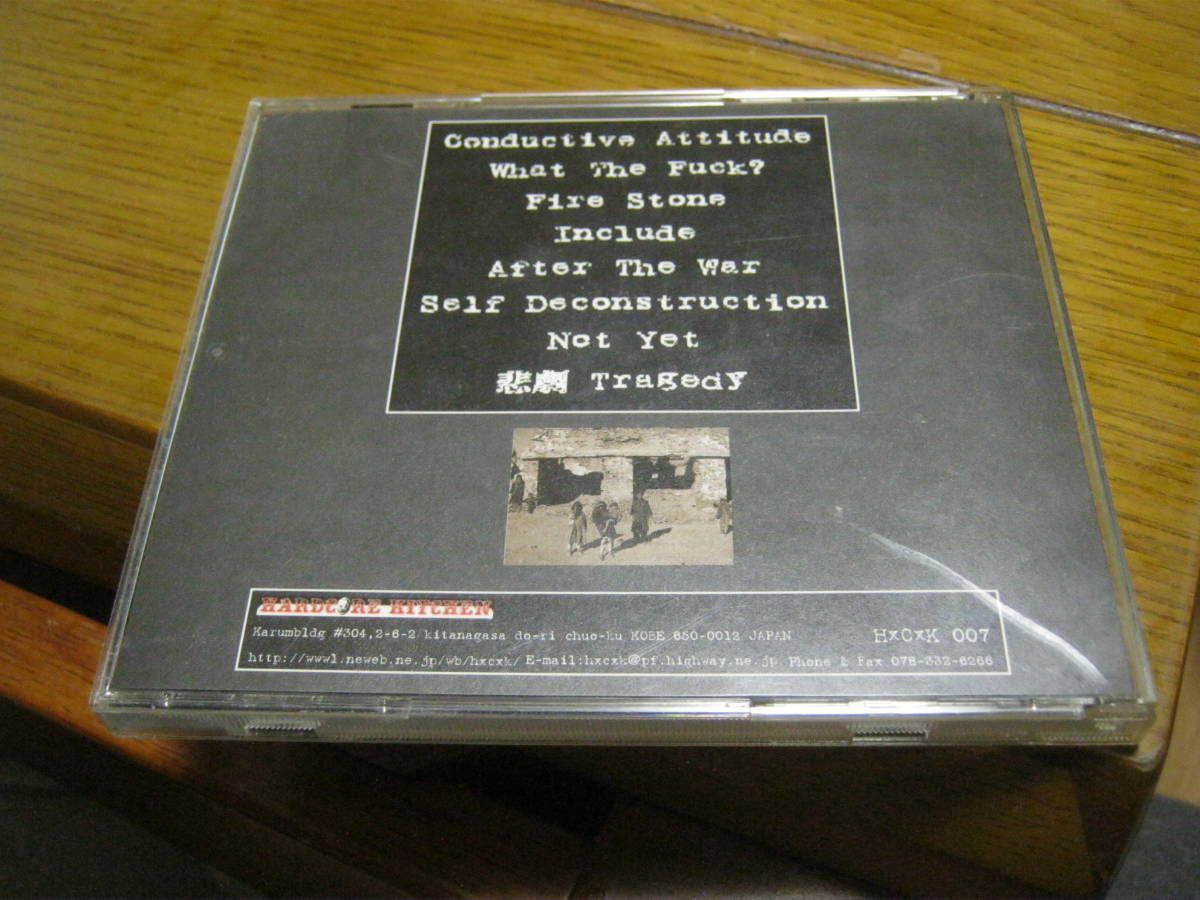 Conductive Attitude
What The Fuck?
Fire Stone
Include
After The War
Self Deconstruction
Not Yet
悲劇 Tragedy
HARDCORE KITCHEN
Karumbldg #304,2-6-2 kitanagasa do-ri chuo-ku KOBE 650-0012 JAPAN
HxCxK 007
http://www1.neweb.ne.jp/wb/hxcxk/ E-mail:hxcxk@pf.highway.ne.jp Phone & Fax 078-332-6266